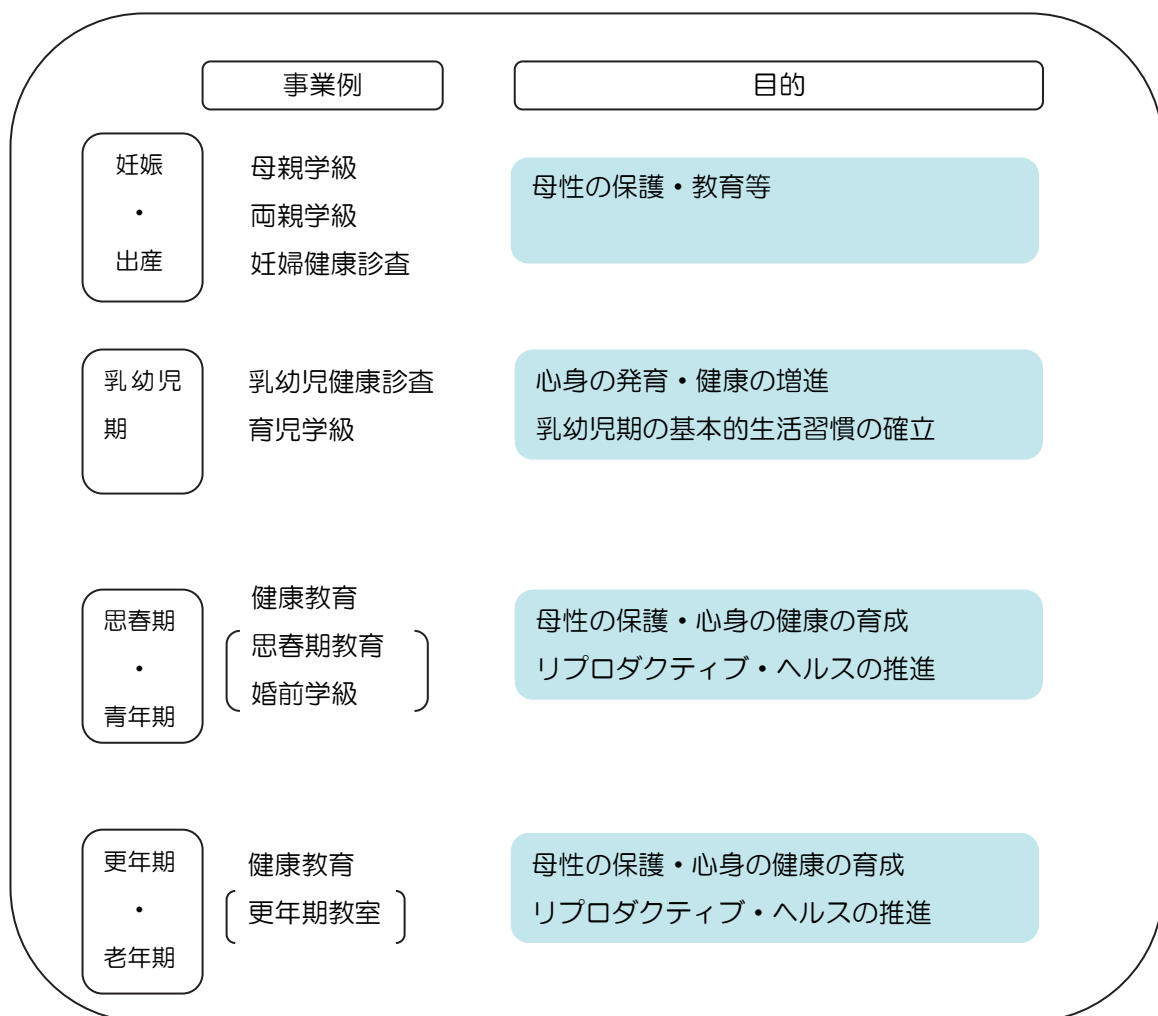 事業例
目的
妊娠
・
出産
母親学級
両親学級
妊婦健康診査
母性の保護・教育等
乳幼児
期
乳幼児健康診査
育児学級
心身の発育・健康の増進
乳幼児期の基本的生活習慣の確立
思春期
・
青年期
健康教育
思春期教育
婚前学級
母性の保護・心身の健康の育成
リプロダクティブ・ヘルスの推進
更年期
・
老年期
健康教育
更年期教室
母性の保護・心身の健康の育成
リプロダクティブ・ヘルスの推進